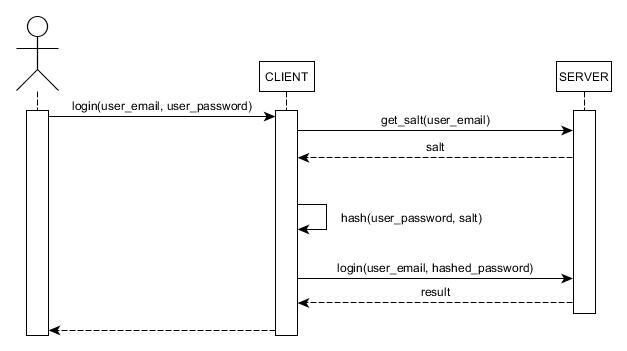 CLIENT
SERVER
login(user_email, user_password)
get_salt(user_email)
salt
hash(user_password, salt)
login(user_email, hashed_password)
result